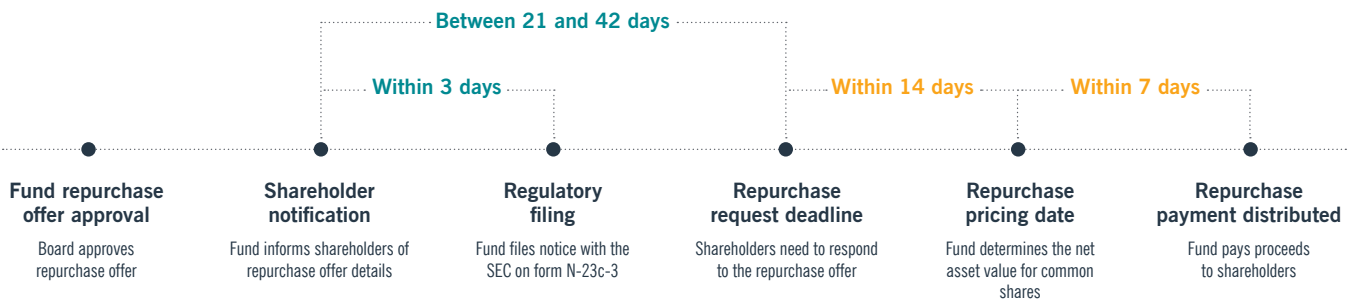 Between 21 and 42 days
Within 3 days
Within 14 days
Within 7 days
Fund repurchase
offer approval
Board approves
repurchase offer
Shareholder
notification
Fund informs shareholders of
repurchase offer details
Regulatory
filing
Fund files notice with the
SEC on form N-23c-3
Repurchase
request deadline
Shareholders need to respond
to the repurchase offer
Repurchase
pricing date
Fund determines the net
asset value for common
shares
Repurchase
payment distributed
Fund pays proceeds
to shareholders